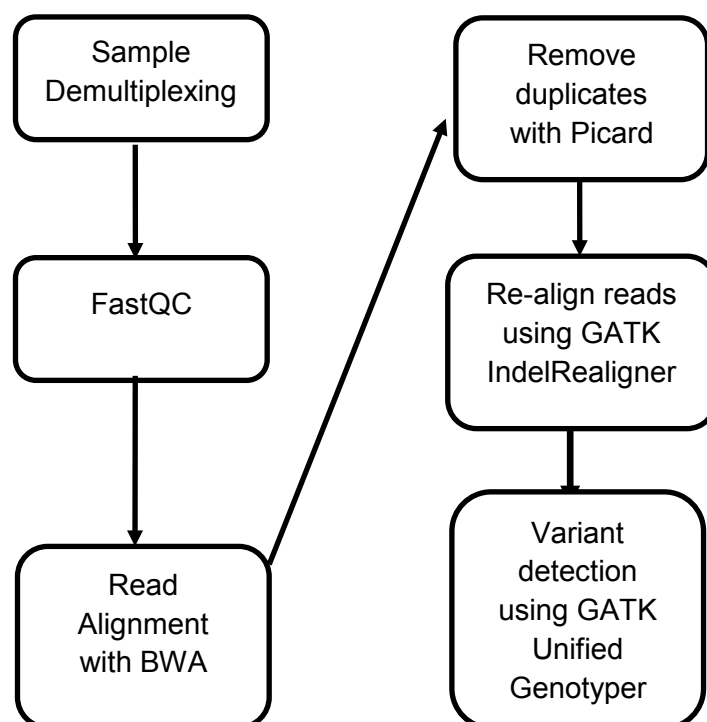 Sample
Demultiplexing
FastQC
Read
Alignment
with BWA
Remove
duplicates
with Picard
Re-align reads
using GATK
IndelRealigner
Variant
detection
using GATK
Unified
Genotyper